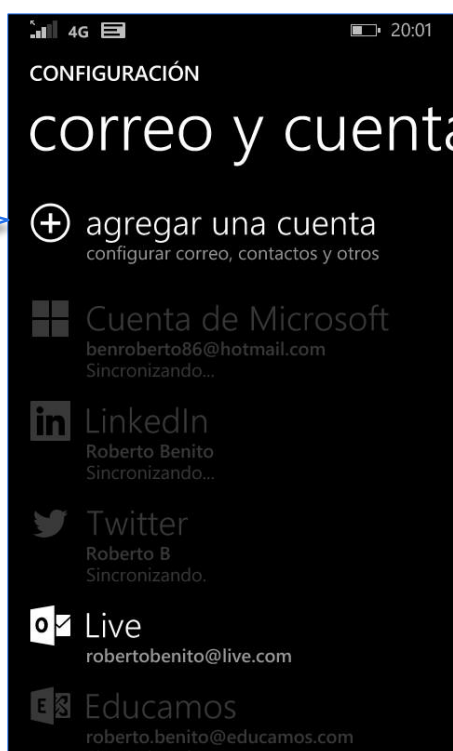 4G 20:01
CONFIGURACIÓN
correo y cuenta
agregar una cuenta
configurar correo, contactos y otros
Cuenta de Microsoft
benroberto86@hotmail.com
Sincronizando...
in LinkedIn
Roberto Benito
Sincronizando...
Twitter
Roberto B
Sincronizando.
Live
robertobenito@live.com
Educamos
roberto.benito@educamos.com